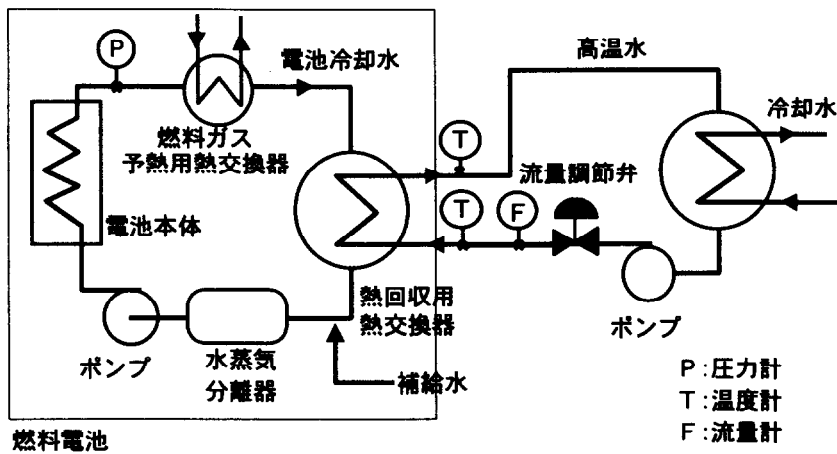 P
電池冷却水
燃料ガス
予熱用熱交換器
電池本体
高温水
冷却水
T
流量調節弁
T
F
熱回収用
熱交換器
ポンプ
水蒸気
分離器
補給水
ポンプ
P:圧力計
T:温度計
F:流量計
燃料電池